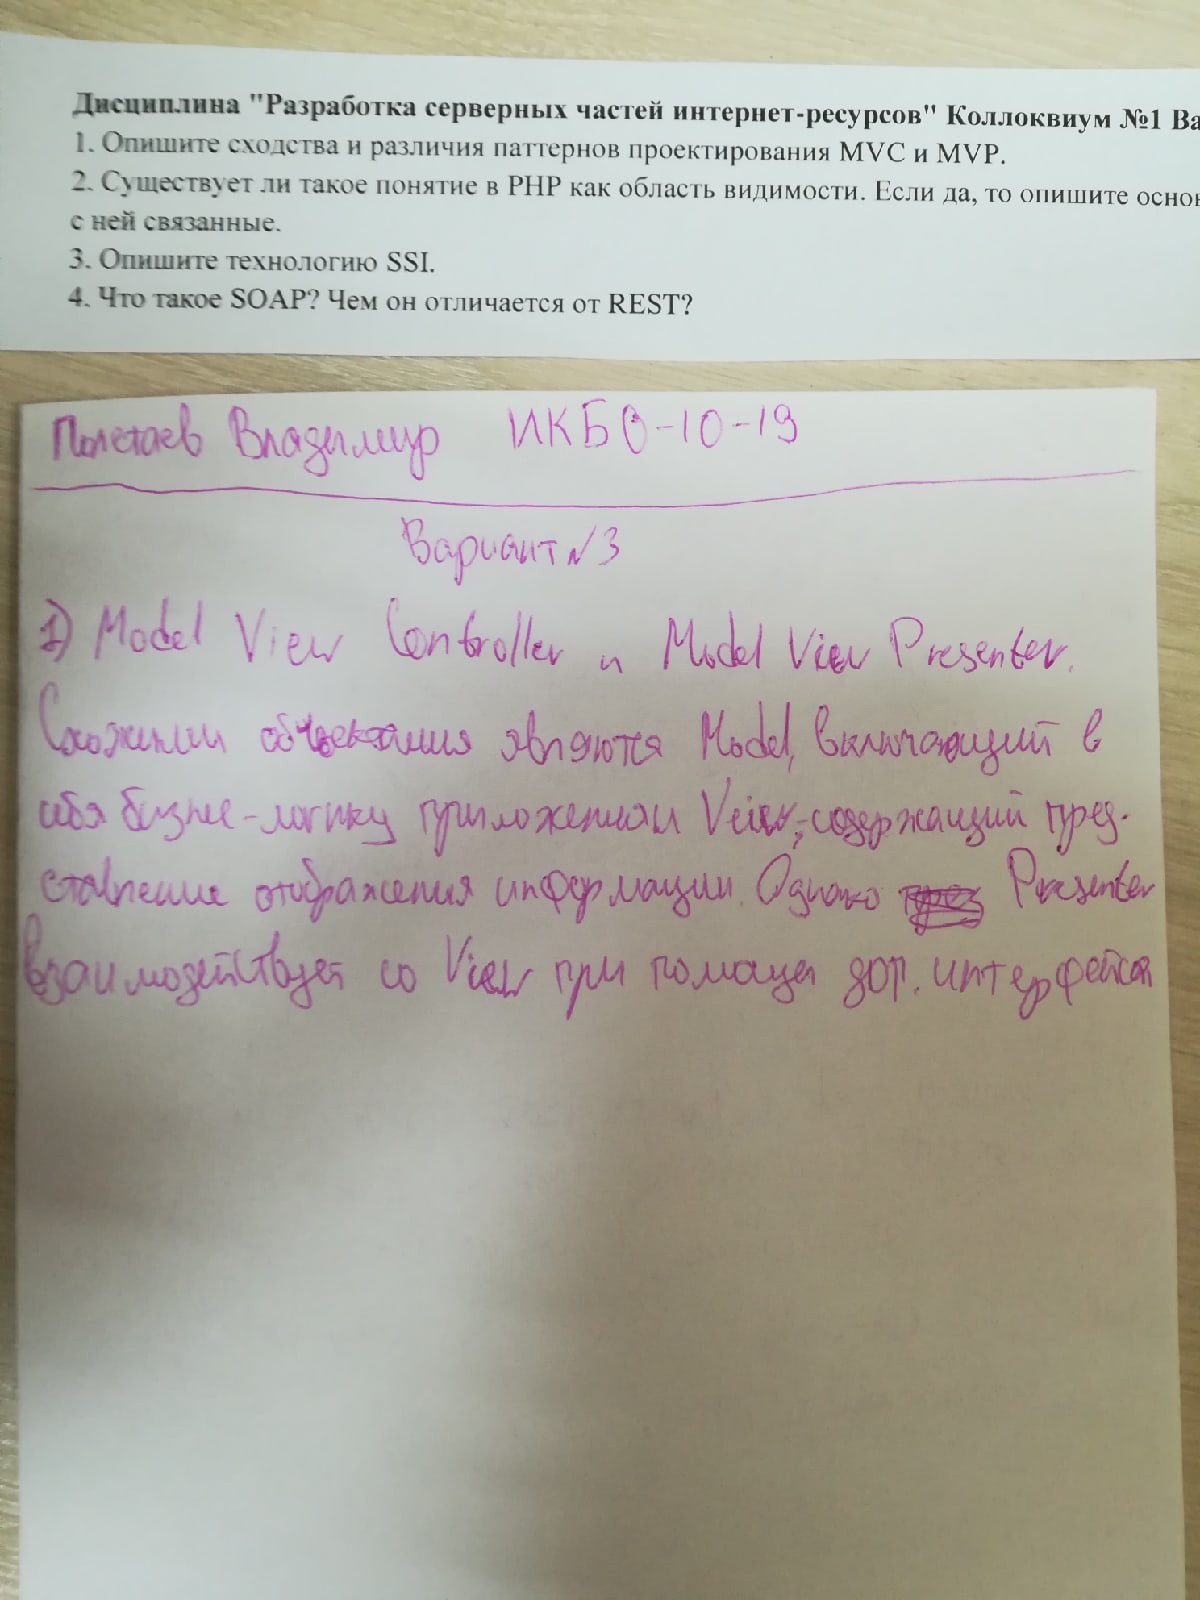 Дисциплина "Разработка серверных частей интернет-ресурсов" Коллоквиум №1 Ва
1. Опишите сходства и различия паттернов проектирования MVC и MVP.
2. Существует ли такое понятие в PHP как область видимости. Если да, то опишите основ
с ней связанные.
3. Опишите технологию SSI.
4. Что такое SOAP? Чем он отличается от REST?
Полетаев Владимир ИКБО-10-19
Вариант №3
1) Model View Controller и Model View Presenter.
Схожими объектами являются Model, включающий в
себя бизнес-логику приложения и Veiw, содержащий пред-
ставление отображения информации. Однако Presenter
взаимодействует со View при помощи доп. интерфейса